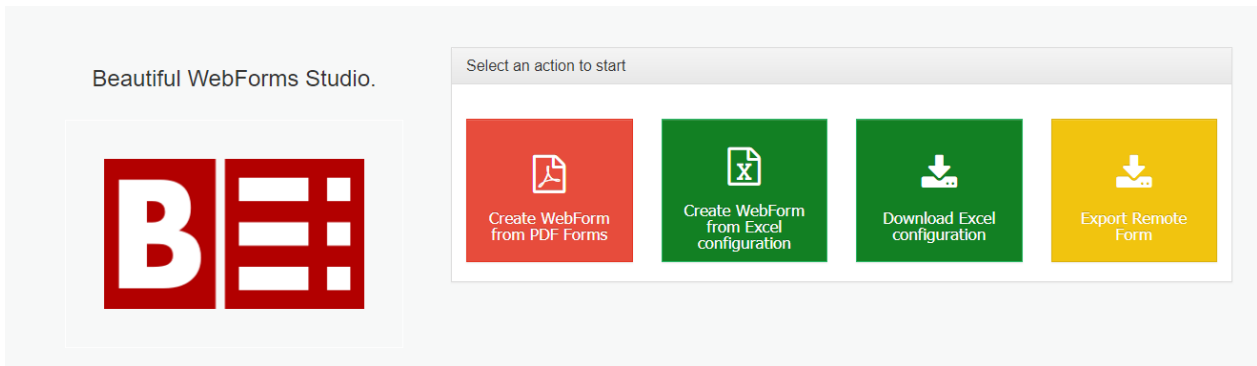 Beautiful WebForms Studio.
Select an action to start
B
Create WebForm
from PDF Forms
X
Create WebForm
from Excel
configuration
Download Excel
configuration
Export Remote
Form